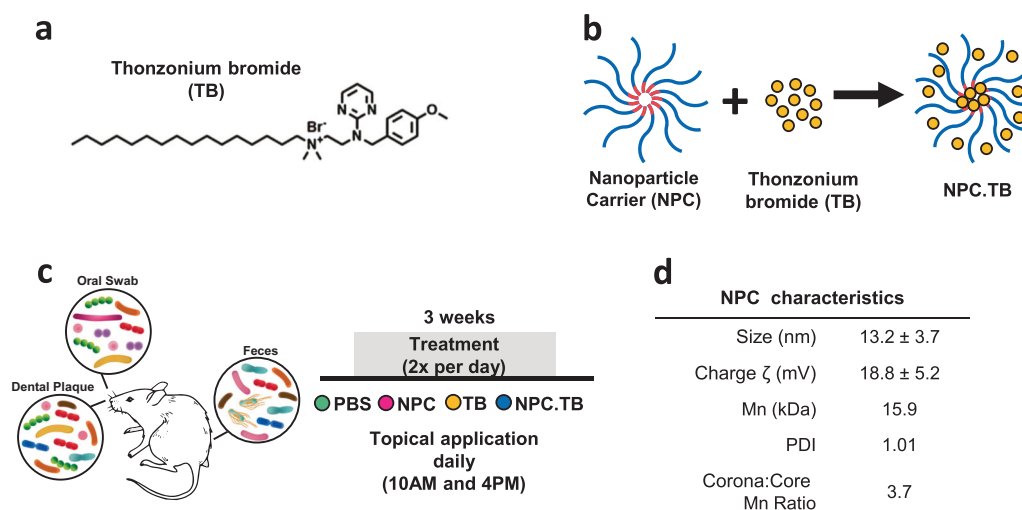 a
Thonzonium bromide
(TB)
Br-
N
N
N+
N
O
b
Nanoparticle
Carrier (NPC)
+
Thonzonium
bromide (TB)
NPC.TB
c
Oral Swab
Dental Plaque
Feces
3 weeks
Treatment
(2x per day)
PBS NPC TB NPC.TB
Topical application
daily
(10AM and 4PM)
d
NPC characteristics
Size (nm) 13.2 ± 3.7
Charge ζ (mV) 18.8 ± 5.2
Mn (kDa) 15.9
PDI 1.01
Corona:Core
Mn Ratio 3.7